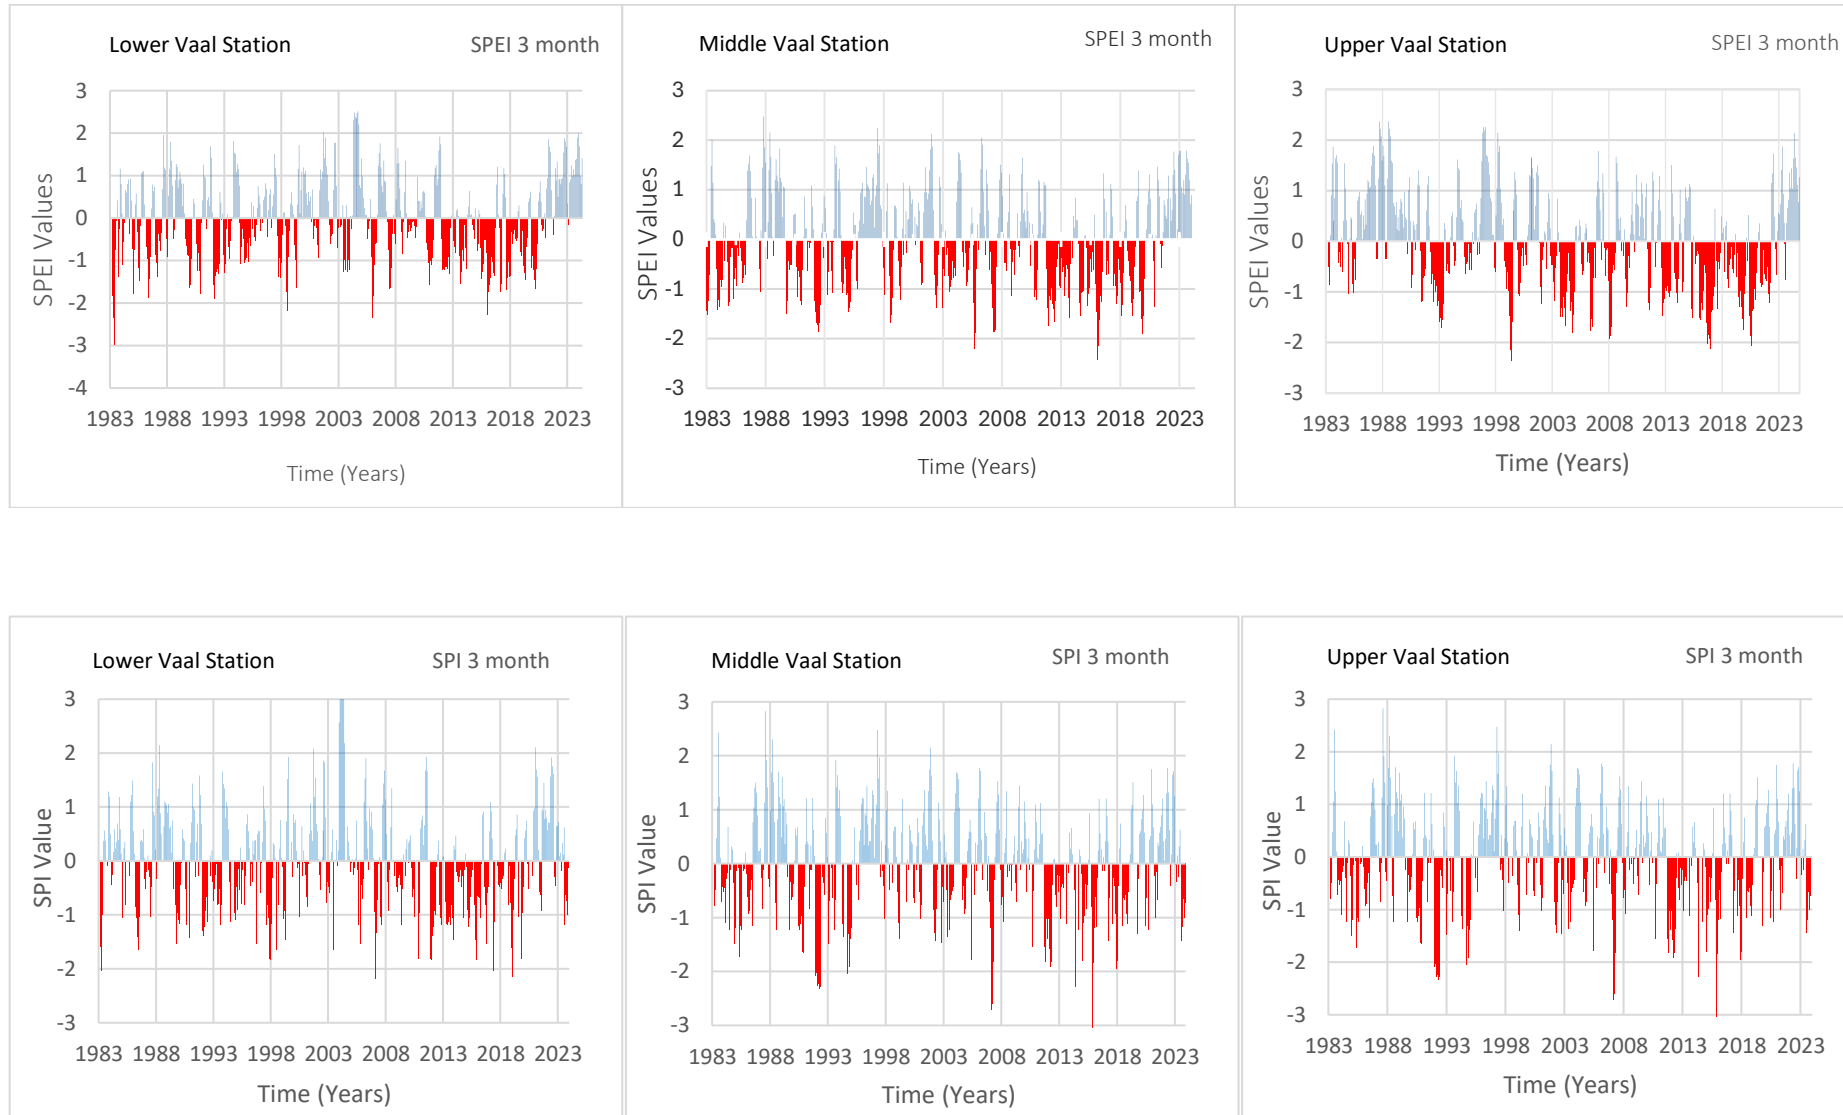 Lower Vaal Station SPEI 3 month
SPEI Values
3
2
1
0
-1
-2
-3
-4
1983 1988 1993 1998 2003 2008 2013 2018 2023
Time (Years)
Middle Vaal Station SPEI 3 month
SPEI Values
3
2
1
0
-1
-2
-3
1983 1988 1993 1998 2003 2008 2013 2018 2023
Time (Years)
Upper Vaal Station SPEI 3 month
SPEI Values
3
2
1
0
-1
-2
-3
1983 1988 1993 1998 2003 2008 2013 2018 2023
Time (Years)
Lower Vaal Station SPI 3 month
SPI Value
3
2
1
0
-1
-2
-3
1983 1988 1993 1998 2003 2008 2013 2018 2023
Time (Years)
Middle Vaal Station SPI 3 month
SPI Value
3
2
1
0
-1
-2
-3
1983 1988 1993 1998 2003 2008 2013 2018 2023
Time (Years)
Upper Vaal Station SPI 3 month
SPI Value
3
2
1
0
-1
-2
-3
1983 1988 1993 1998 2003 2008 2013 2018 2023
Time (Years)